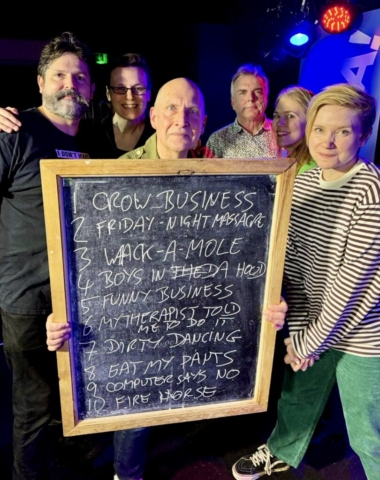 I DON'T
1 CROW BUSINESS
2 FRIDAY-NIGHT MASSACRE
3 WACK-A-MOLE
4 BOYS IN THE DA HOOD
5 FUNNY BUSINESS
6 MY THERAPIST TOLD
ME TO DO IT
7 DIRTY DANCING
8 EAT MY PANTS
9 COMPUTER SAYS NO
10 FIRE HORSE